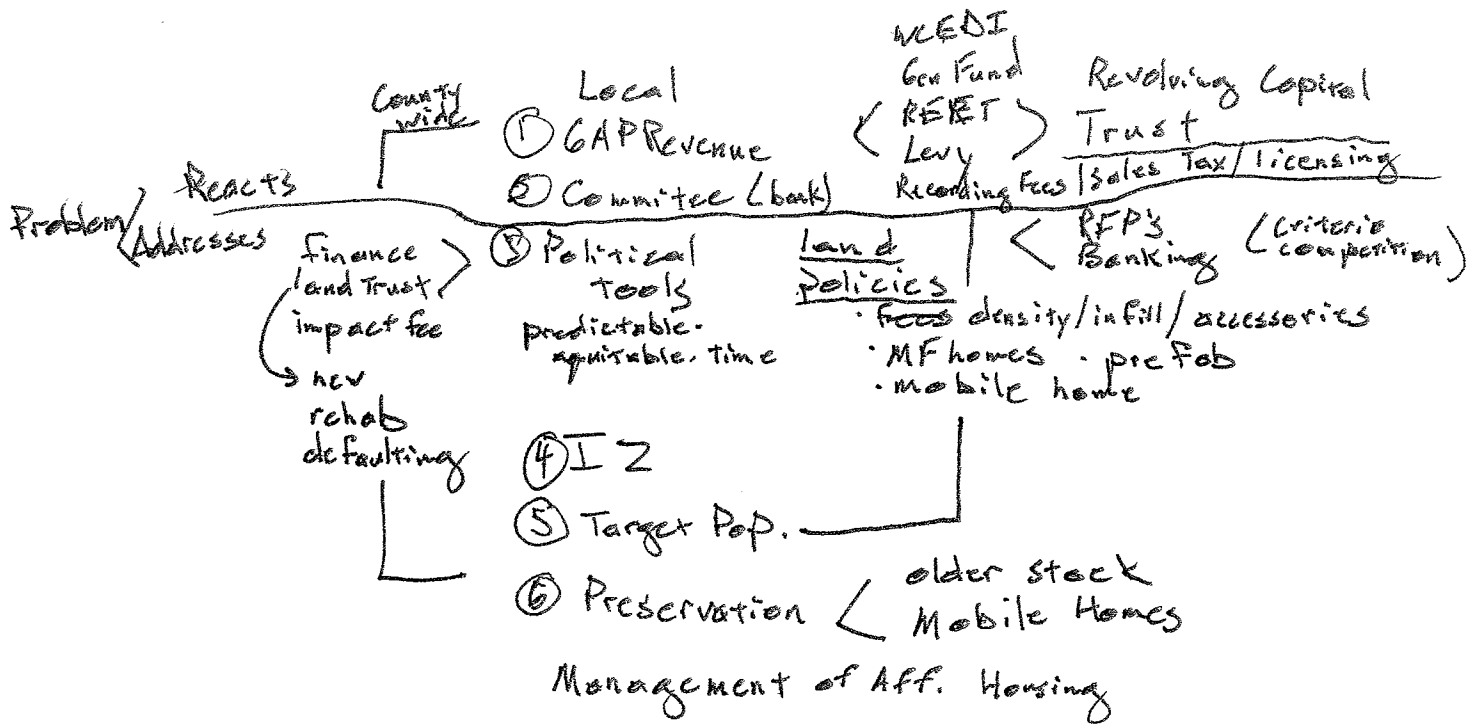 WCEDI
Gen Fund
REET
Levy
Recording Fees / Sales Tax / licensing
Revolving Capital
Trust
County
wide
Local
① GAP Revenue
② Commitee (bank)
Problem
Reacts
Addresses
finance
land Trust
impact fee
new
rehab
defaulting
③ Political
tools
predictable.
equitable. time
land
policies
RFP's
Banking
(criteria
competition)
· Fees density/infill/accessories
· MF homes · prefab
· mobile home
④ IZ
⑤ Target Pop.
⑥ Preservation
older stock
Mobile Homes
Management of Aff. Housing